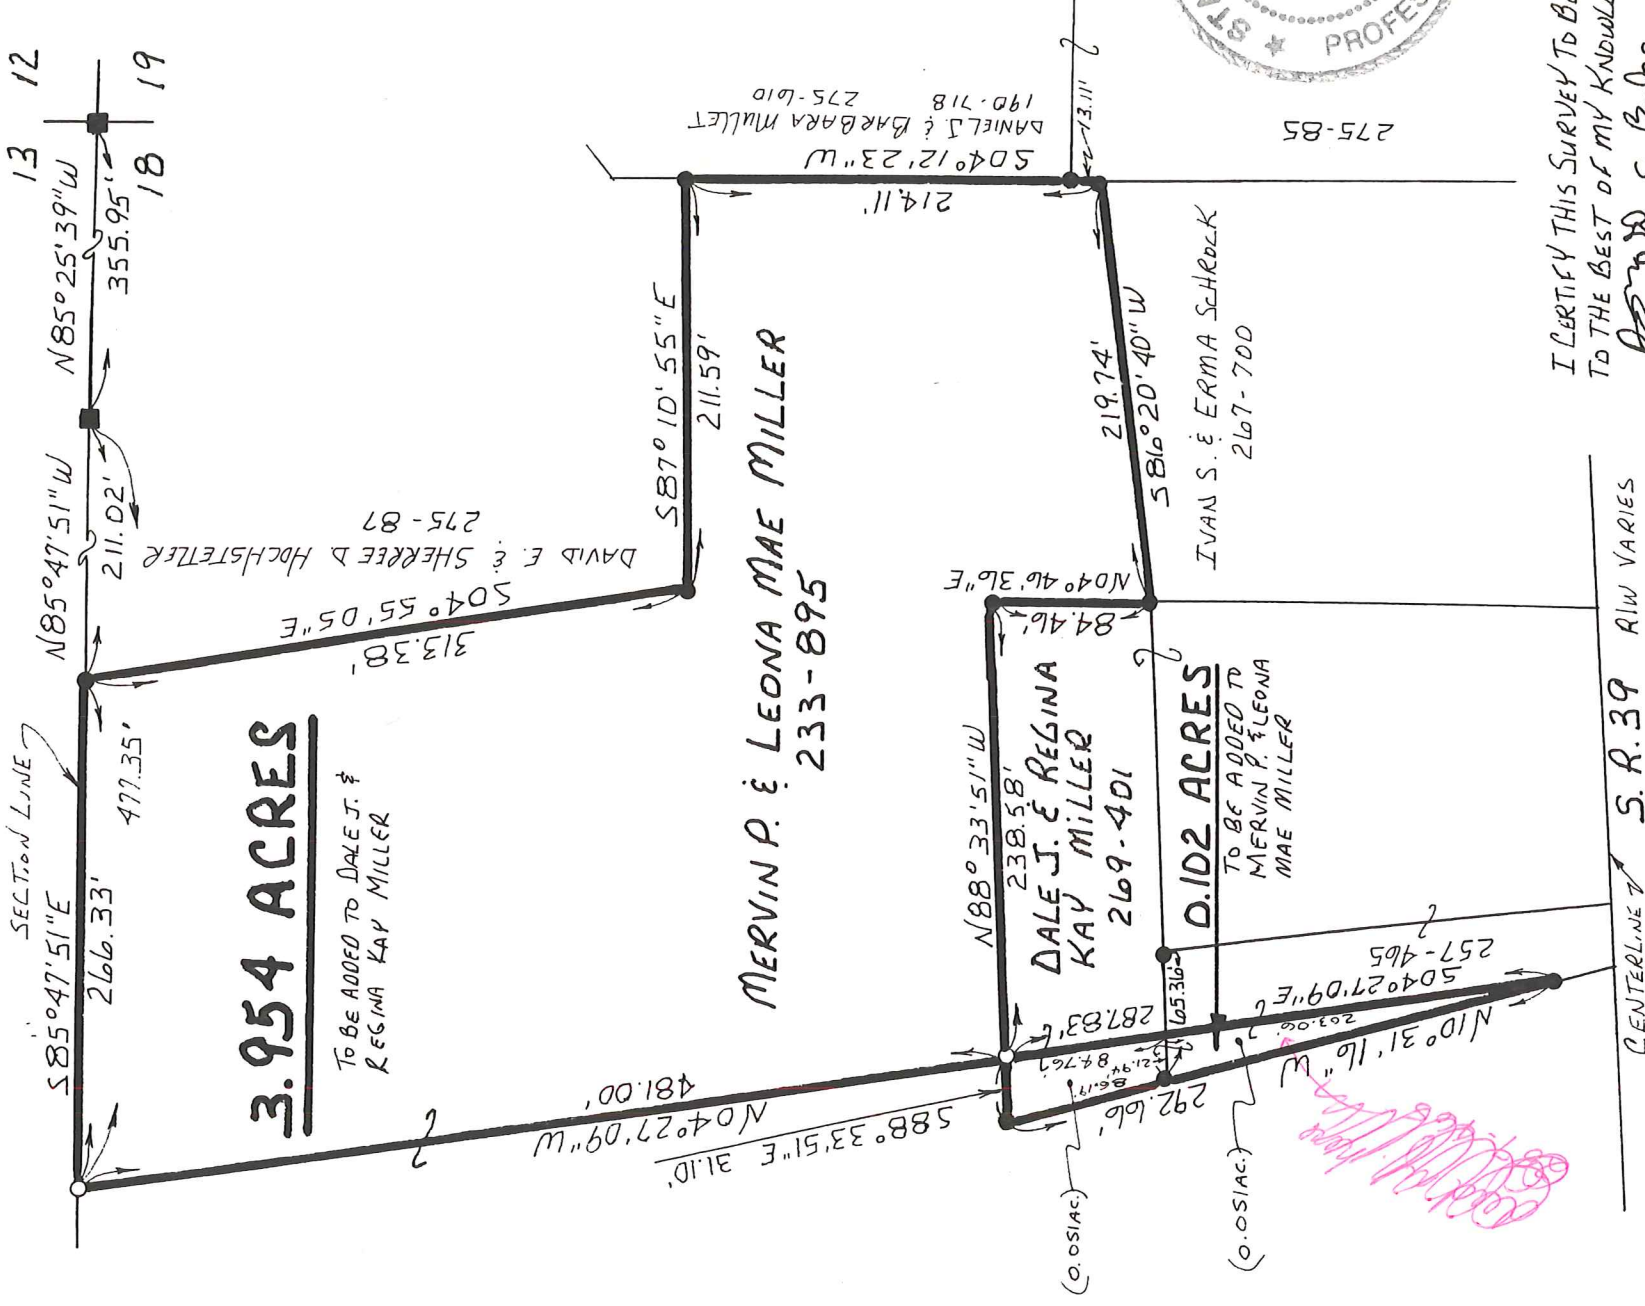 13 12
18 19
SECTION LINE
S85°47'51"E
266.33'
477.35'
N85°47'51"W
211.02'
N85°25'39"W
355.95'
3.954 ACRES
TO BE ADDED TO DALE J. &
REGINA KAY MILLER
S04°55'05"E
313.38'
DAVID E. & SHERREE D HOCHSTETLER
275-87
S87°10'55"E
211.59'
S04°12'23"W
214.11'
DANIEL J. & BARBARA MULLET
190-718 275-610
13.11'
275-85
MERVIN P. & LEONA MAE MILLER
233-895
219.74'
S86°20'40"W
IVAN S. & ERMA SCHROCK
267-700
N04°46'36"E
84.46'
N88°33'51"W
238.58'
DALE J. & REGINA
KAY MILLER
269-401
481.00'
N04°27'09"W
S88°33'51"E 31.10'
287.83'
84.76'
21.94'
86.19'
65.36'
0.102 ACRES
TO BE ADDED TO
MERVIN P. & LEONA
MAE MILLER
257-465
S04°27'09"E
203.06'
N10°31'16"W
292.66'
(0.051AC.)
(0.051AC.)
CENTERLINE S.R. 39 R/W VARIES
I CERTIFY THIS SURVEY TO BE
TO THE BEST OF MY KNOWL
STA
PROFES